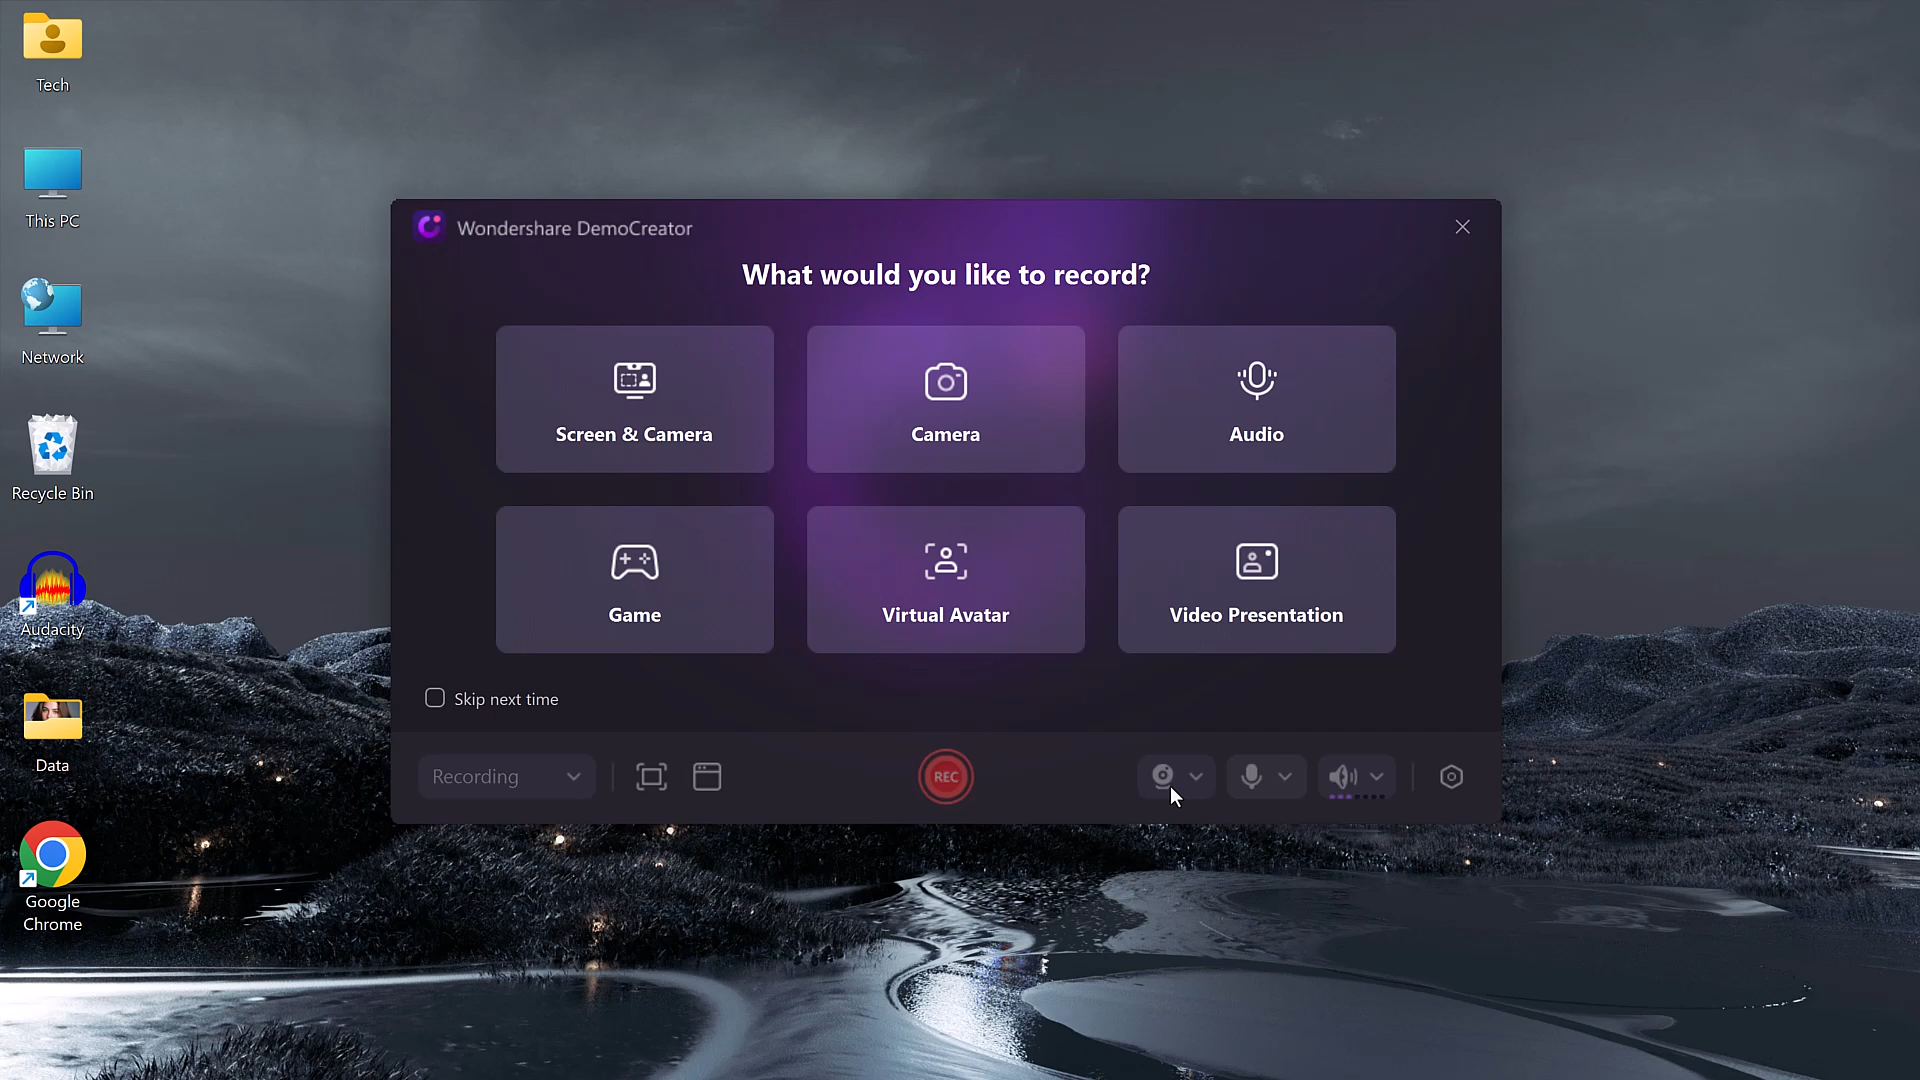 Tech
This PC
Network
Recycle Bin
Audacity
Data
Google
Chrome
Wondershare DemoCreator
What would you like to record?
Screen & Camera
Camera
Audio
Game
Virtual Avatar
Video Presentation
Skip next time
Recording
REC